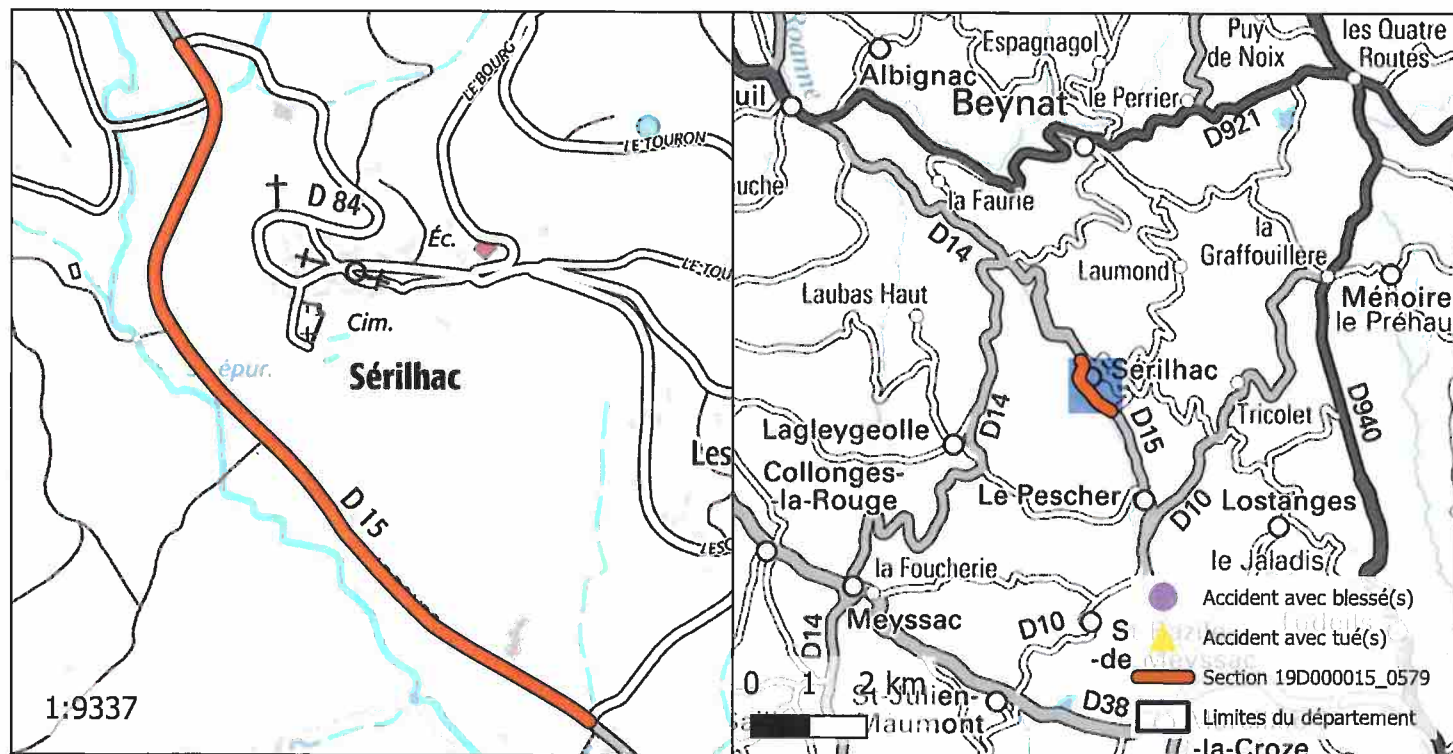 LE BOURG
LE TOURON
D 84
Éc.
LE TOU
Cim.
épur.
Sérilhac
Les
D 15
LESC
1:9337
Roanne
Albignac
Espagnagol
Puy
de Noix
les Quatre
Routes
uil
Beynat
le Perrier
D921
uche
la Faurie
D14
la
Graffouillère
Laumond
Laubas Haut
Ménoire
le Préhau
Sérilhac
D14
D15
Tricolet
D940
Lagleygeolle
Collonges-
-la-Rouge
Le Pescher
D10
Lostanges
le Jaladis
la Foucherie
Meyssac
D14
D10
S
-de
Meyssac
Accident avec blessé(s)
Accident avec tué(s)
Section 19D000015_0579
Limites du département
0 1 2 km
St-Julien-
Maumont
D38
-la-Croze